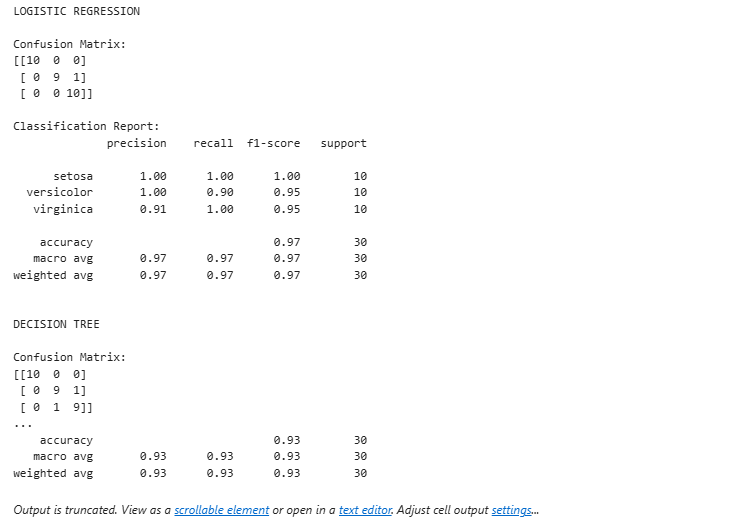 LOGISTIC REGRESSION
Confusion Matrix:
[[10  0  0]
 [ 0  9  1]
 [ 0  0 10]]
Classification Report:
              precision    recall  f1-score   support
      setosa       1.00      1.00      1.00        10
  versicolor       1.00      0.90      0.95        10
   virginica       0.91      1.00      0.95        10
    accuracy                           0.97        30
   macro avg       0.97      0.97      0.97        30
weighted avg       0.97      0.97      0.97        30
DECISION TREE
Confusion Matrix:
[[10  0  0]
 [ 0  9  1]
 [ 0  1  9]]
...
    accuracy                           0.93        30
   macro avg       0.93      0.93      0.93        30
weighted avg       0.93      0.93      0.93        30
Output is truncated. View as a scrollable element or open in a text editor. Adjust cell output settings...